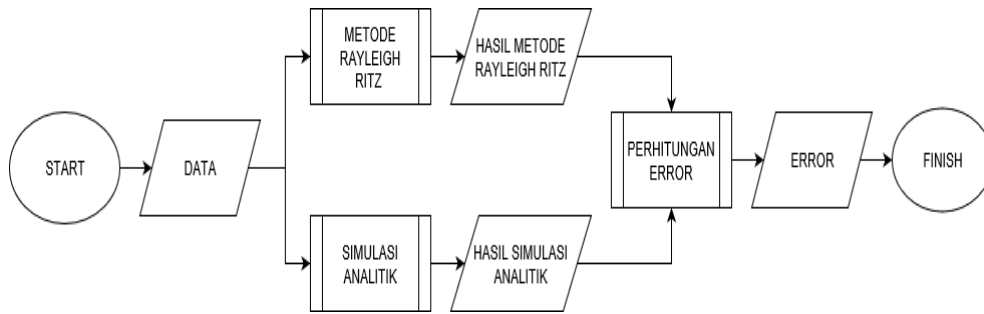 START
DATA
METODE
RAYLEIGH
RITZ
HASIL METODE
RAYLEIGH RITZ
SIMULASI
ANALITIK
HASIL SIMULASI
ANALITIK
PERHITUNGAN
ERROR
ERROR
FINISH